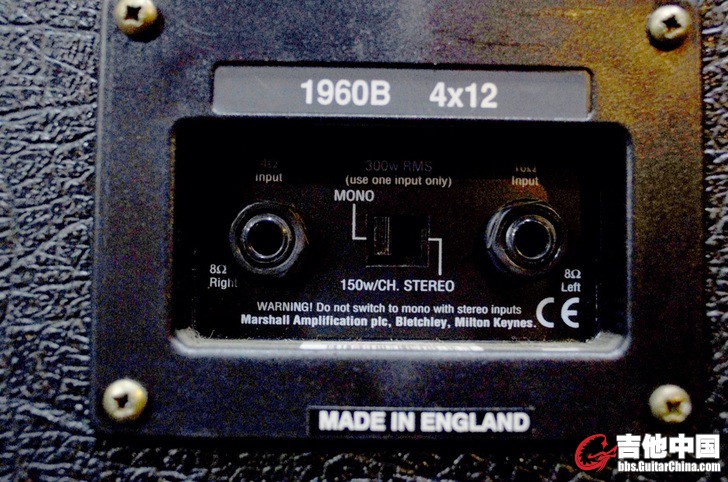 1960B 4x12
4Ω 300w RMS 16Ω
Input (use one input only) Input
MONO
8Ω 8Ω
Right Left
150w/CH. STEREO
WARNING! Do not switch to mono with stereo inputs
Marshall Amplification plc, Bletchley, Milton Keynes. CE
MADE IN ENGLAND
吉他中国
bbs.GuitarChina.com